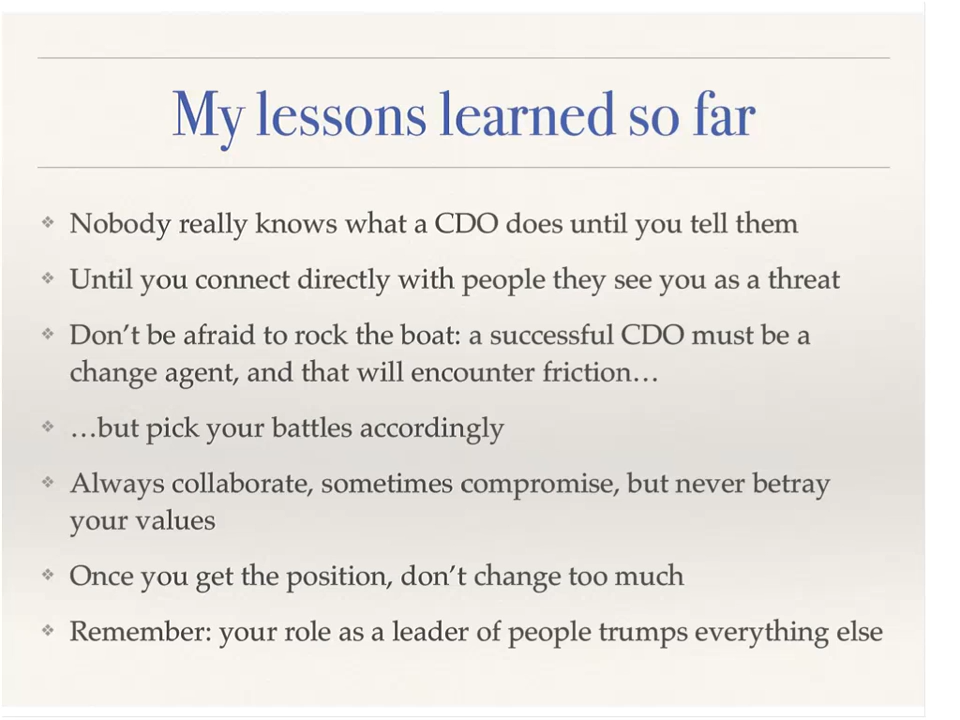 My lessons learned so far
❖ Nobody really knows what a CDO does until you tell them
❖ Until you connect directly with people they see you as a threat
❖ Don’t be afraid to rock the boat: a successful CDO must be a
change agent, and that will encounter friction…
❖ …but pick your battles accordingly
❖ Always collaborate, sometimes compromise, but never betray
your values
❖ Once you get the position, don’t change too much
❖ Remember: your role as a leader of people trumps everything else